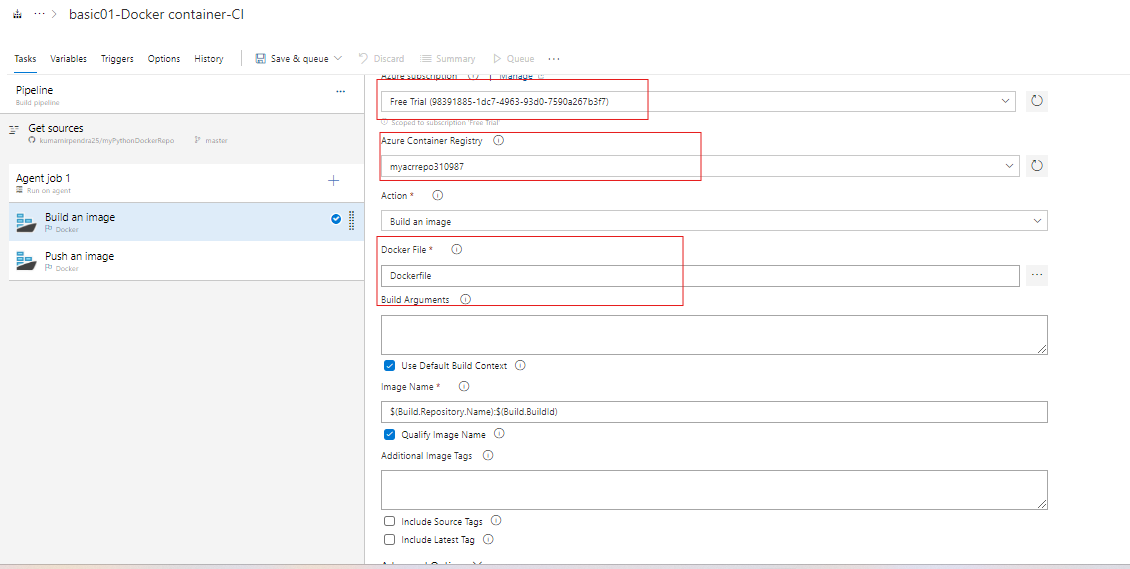 basic01-Docker container-CI
Tasks Variables Triggers Options History Save & queue Discard Summary Queue
Pipeline
Build pipeline
Get sources
kumarnirpendra25/myPythonDockerRepo master
Agent job 1
Run on agent
Build an image
Docker
Push an image
Docker
Azure subscription | Manage
Free Trial (98391885-1dc7-4963-93d0-7590a267b3f7)
Scoped to subscription 'Free Trial'
Azure Container Registry
myacrrepo310987
Action *
Build an image
Docker File *
Dockerfile
Build Arguments
Use Default Build Context
Image Name *
$(Build.Repository.Name):$(Build.BuildId)
Qualify Image Name
Additional Image Tags
Include Source Tags
Include Latest Tag